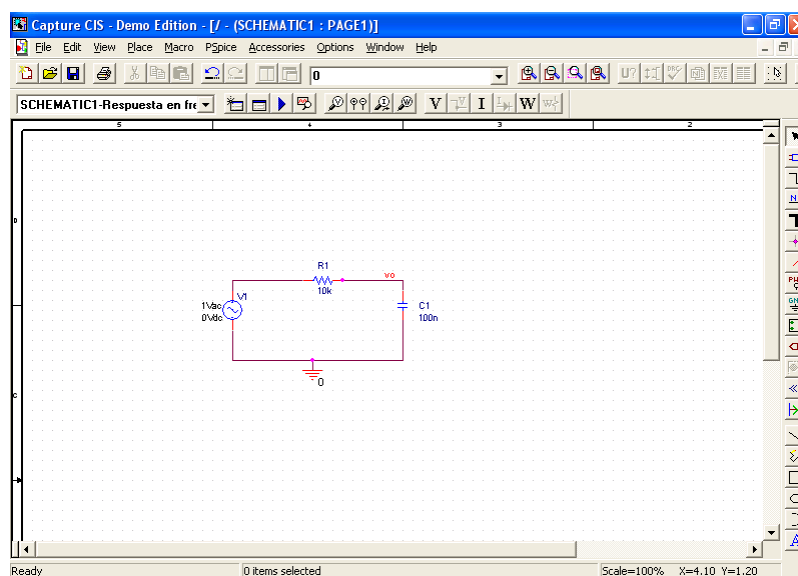 Capture CIS - Demo Edition - [/ - (SCHEMATIC1 : PAGE1)]
File Edit View Place Macro PSpice Accessories Options Window Help
0
U?
SCHEMATIC1-Respuesta en fre
V I W
5 4 3 2
D
R1
vo
10k
V1
1Vac
0Vdc
C1
100n
0
C
Ready 0 items selected Scale=100% X=4.10 Y=1.20